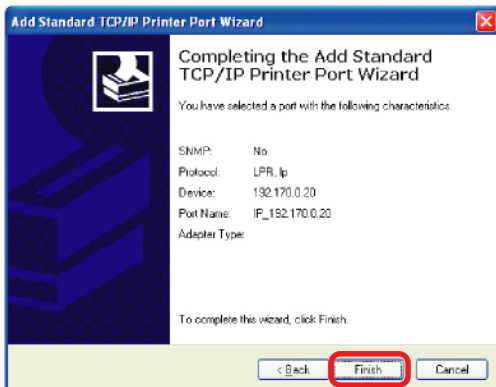 Add Standard TCP/IP Printer Port Wizard
Completing the Add Standard
TCP/IP Printer Port Wizard
You have selected a port with the following characteristics.
SNMP: No
Protocol: LPR, lp
Device: 192.170.0.20
Port Name: IP_192.170.0.20
Adapter Type:
To complete this wizard, click Finish.
< Back Finish Cancel